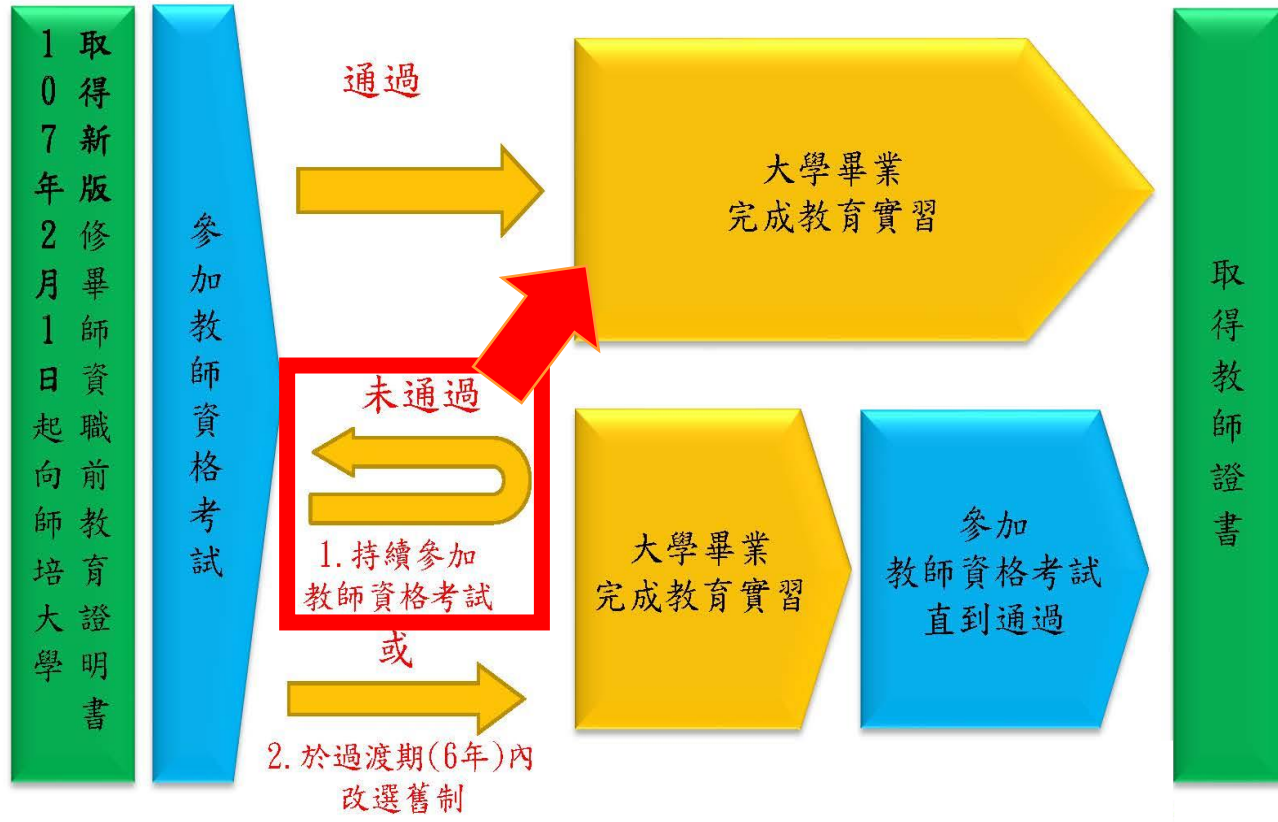 1
0
7
年
2
月
1
日
起
向
師
培
大
學
取
得
新
版
修
畢
師
資
職
前
教
育
證
明
書
參
加
教
師
資
格
考
試
通過
大學畢業
完成教育實習
未通過
1.持續參加
教師資格考試
或
2.於過渡期(6年)內
改選舊制
大學畢業
完成教育實習
參加
教師資格考試
直到通過
取
得
教
師
證
書